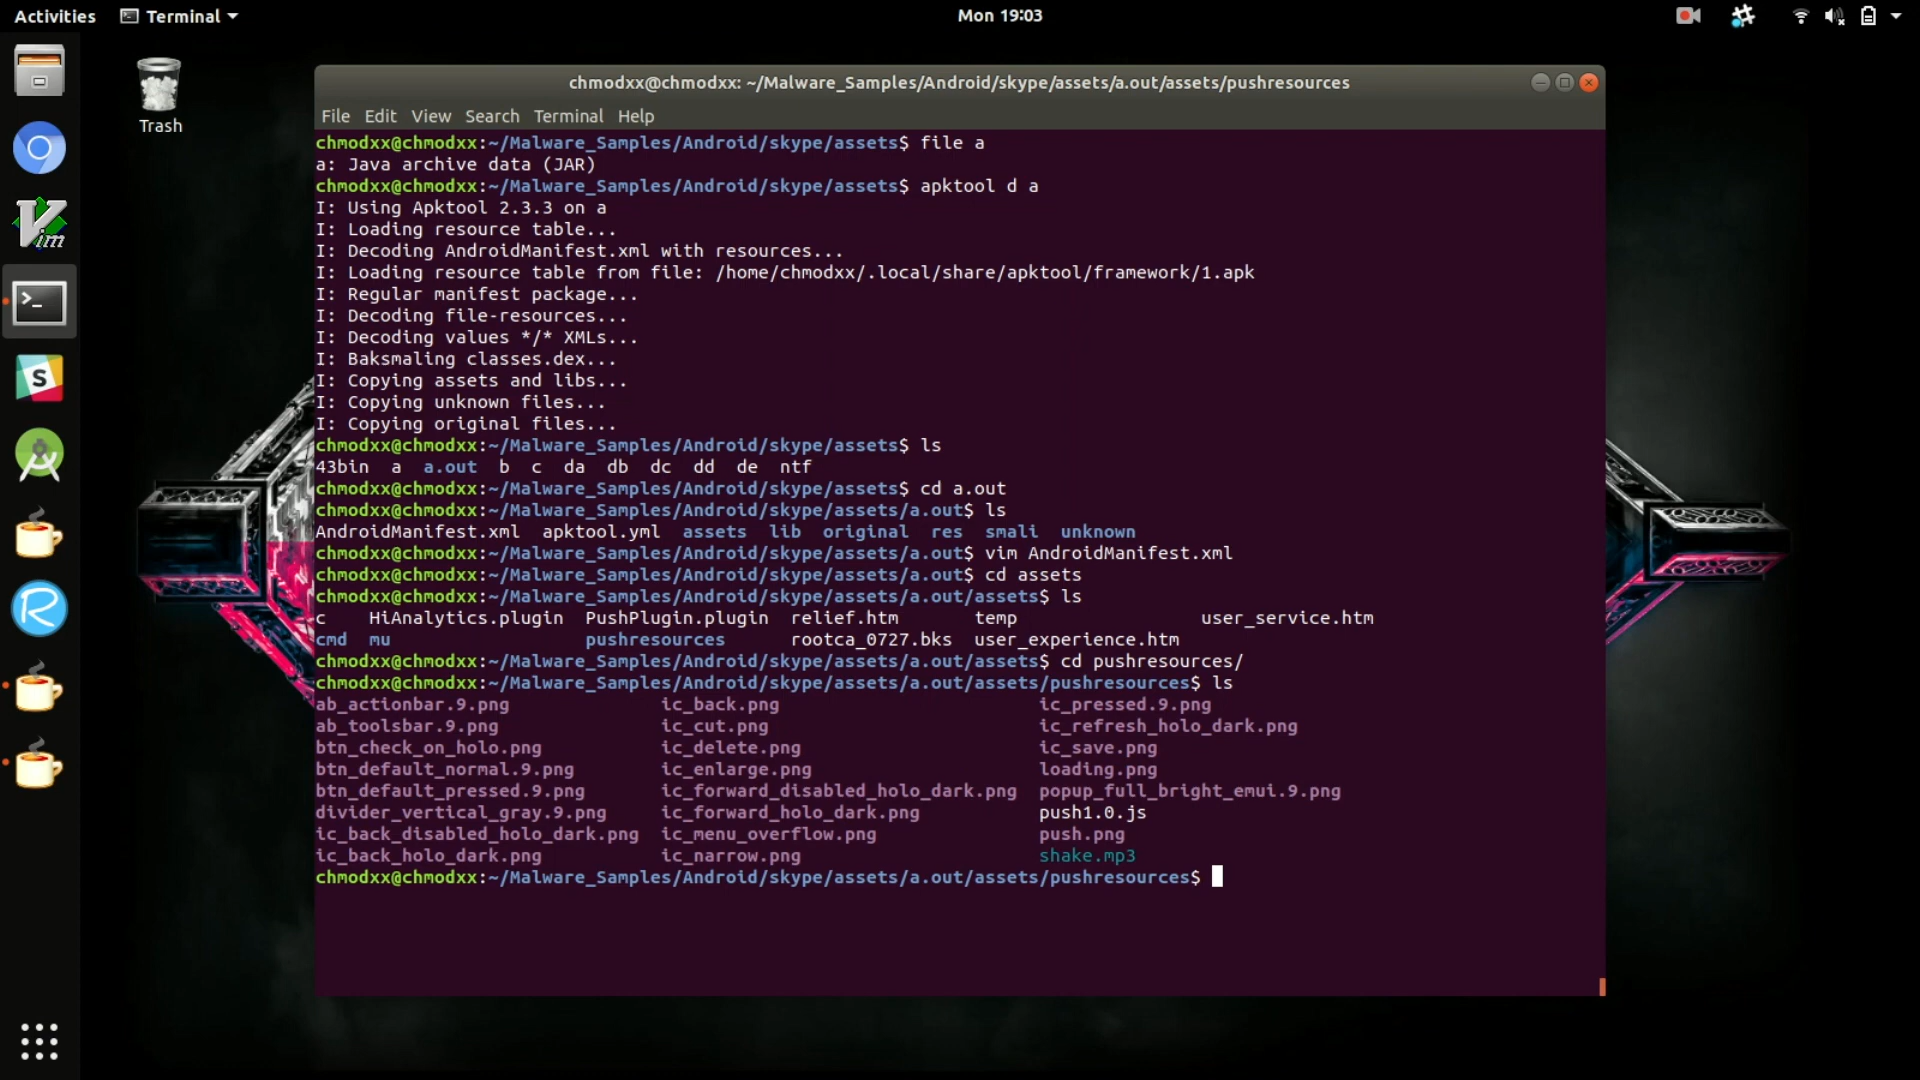 Activities Terminal Mon 19:03
Trash
chmodxx@chmodxx: ~/Malware_Samples/Android/skype/assets/a.out/assets/pushresources
File Edit View Search Terminal Help
chmodxx@chmodxx:~/Malware_Samples/Android/skype/assets$ file a
a: Java archive data (JAR)
chmodxx@chmodxx:~/Malware_Samples/Android/skype/assets$ apktool d a
I: Using Apktool 2.3.3 on a
I: Loading resource table...
I: Decoding AndroidManifest.xml with resources...
I: Loading resource table from file: /home/chmodxx/.local/share/apktool/framework/1.apk
I: Regular manifest package...
I: Decoding file-resources...
I: Decoding values */* XMLs...
I: Baksmaling classes.dex...
I: Copying assets and libs...
I: Copying unknown files...
I: Copying original files...
chmodxx@chmodxx:~/Malware_Samples/Android/skype/assets$ ls
43bin a a.out b c da db dc dd de ntf
chmodxx@chmodxx:~/Malware_Samples/Android/skype/assets$ cd a.out
chmodxx@chmodxx:~/Malware_Samples/Android/skype/assets/a.out$ ls
AndroidManifest.xml apktool.yml assets lib original res smali unknown
chmodxx@chmodxx:~/Malware_Samples/Android/skype/assets/a.out$ vim AndroidManifest.xml
chmodxx@chmodxx:~/Malware_Samples/Android/skype/assets/a.out$ cd assets
chmodxx@chmodxx:~/Malware_Samples/Android/skype/assets/a.out/assets$ ls
c HiAnalytics.plugin PushPlugin.plugin relief.htm temp user_service.htm
cmd mu pushresources rootca_0727.bks user_experience.htm
chmodxx@chmodxx:~/Malware_Samples/Android/skype/assets/a.out/assets$ cd pushresources/
chmodxx@chmodxx:~/Malware_Samples/Android/skype/assets/a.out/assets/pushresources$ ls
ab_actionbar.9.png ic_back.png ic_pressed.9.png
ab_toolsbar.9.png ic_cut.png ic_refresh_holo_dark.png
btn_check_on_holo.png ic_delete.png ic_save.png
btn_default_normal.9.png ic_enlarge.png loading.png
btn_default_pressed.9.png ic_forward_disabled_holo_dark.png popup_full_bright_emui.9.png
divider_vertical_gray.9.png ic_forward_holo_dark.png push1.0.js
ic_back_disabled_holo_dark.png ic_menu_overflow.png push.png
ic_back_holo_dark.png ic_narrow.png shake.mp3
chmodxx@chmodxx:~/Malware_Samples/Android/skype/assets/a.out/assets/pushresources$
Vim
>_
S
R